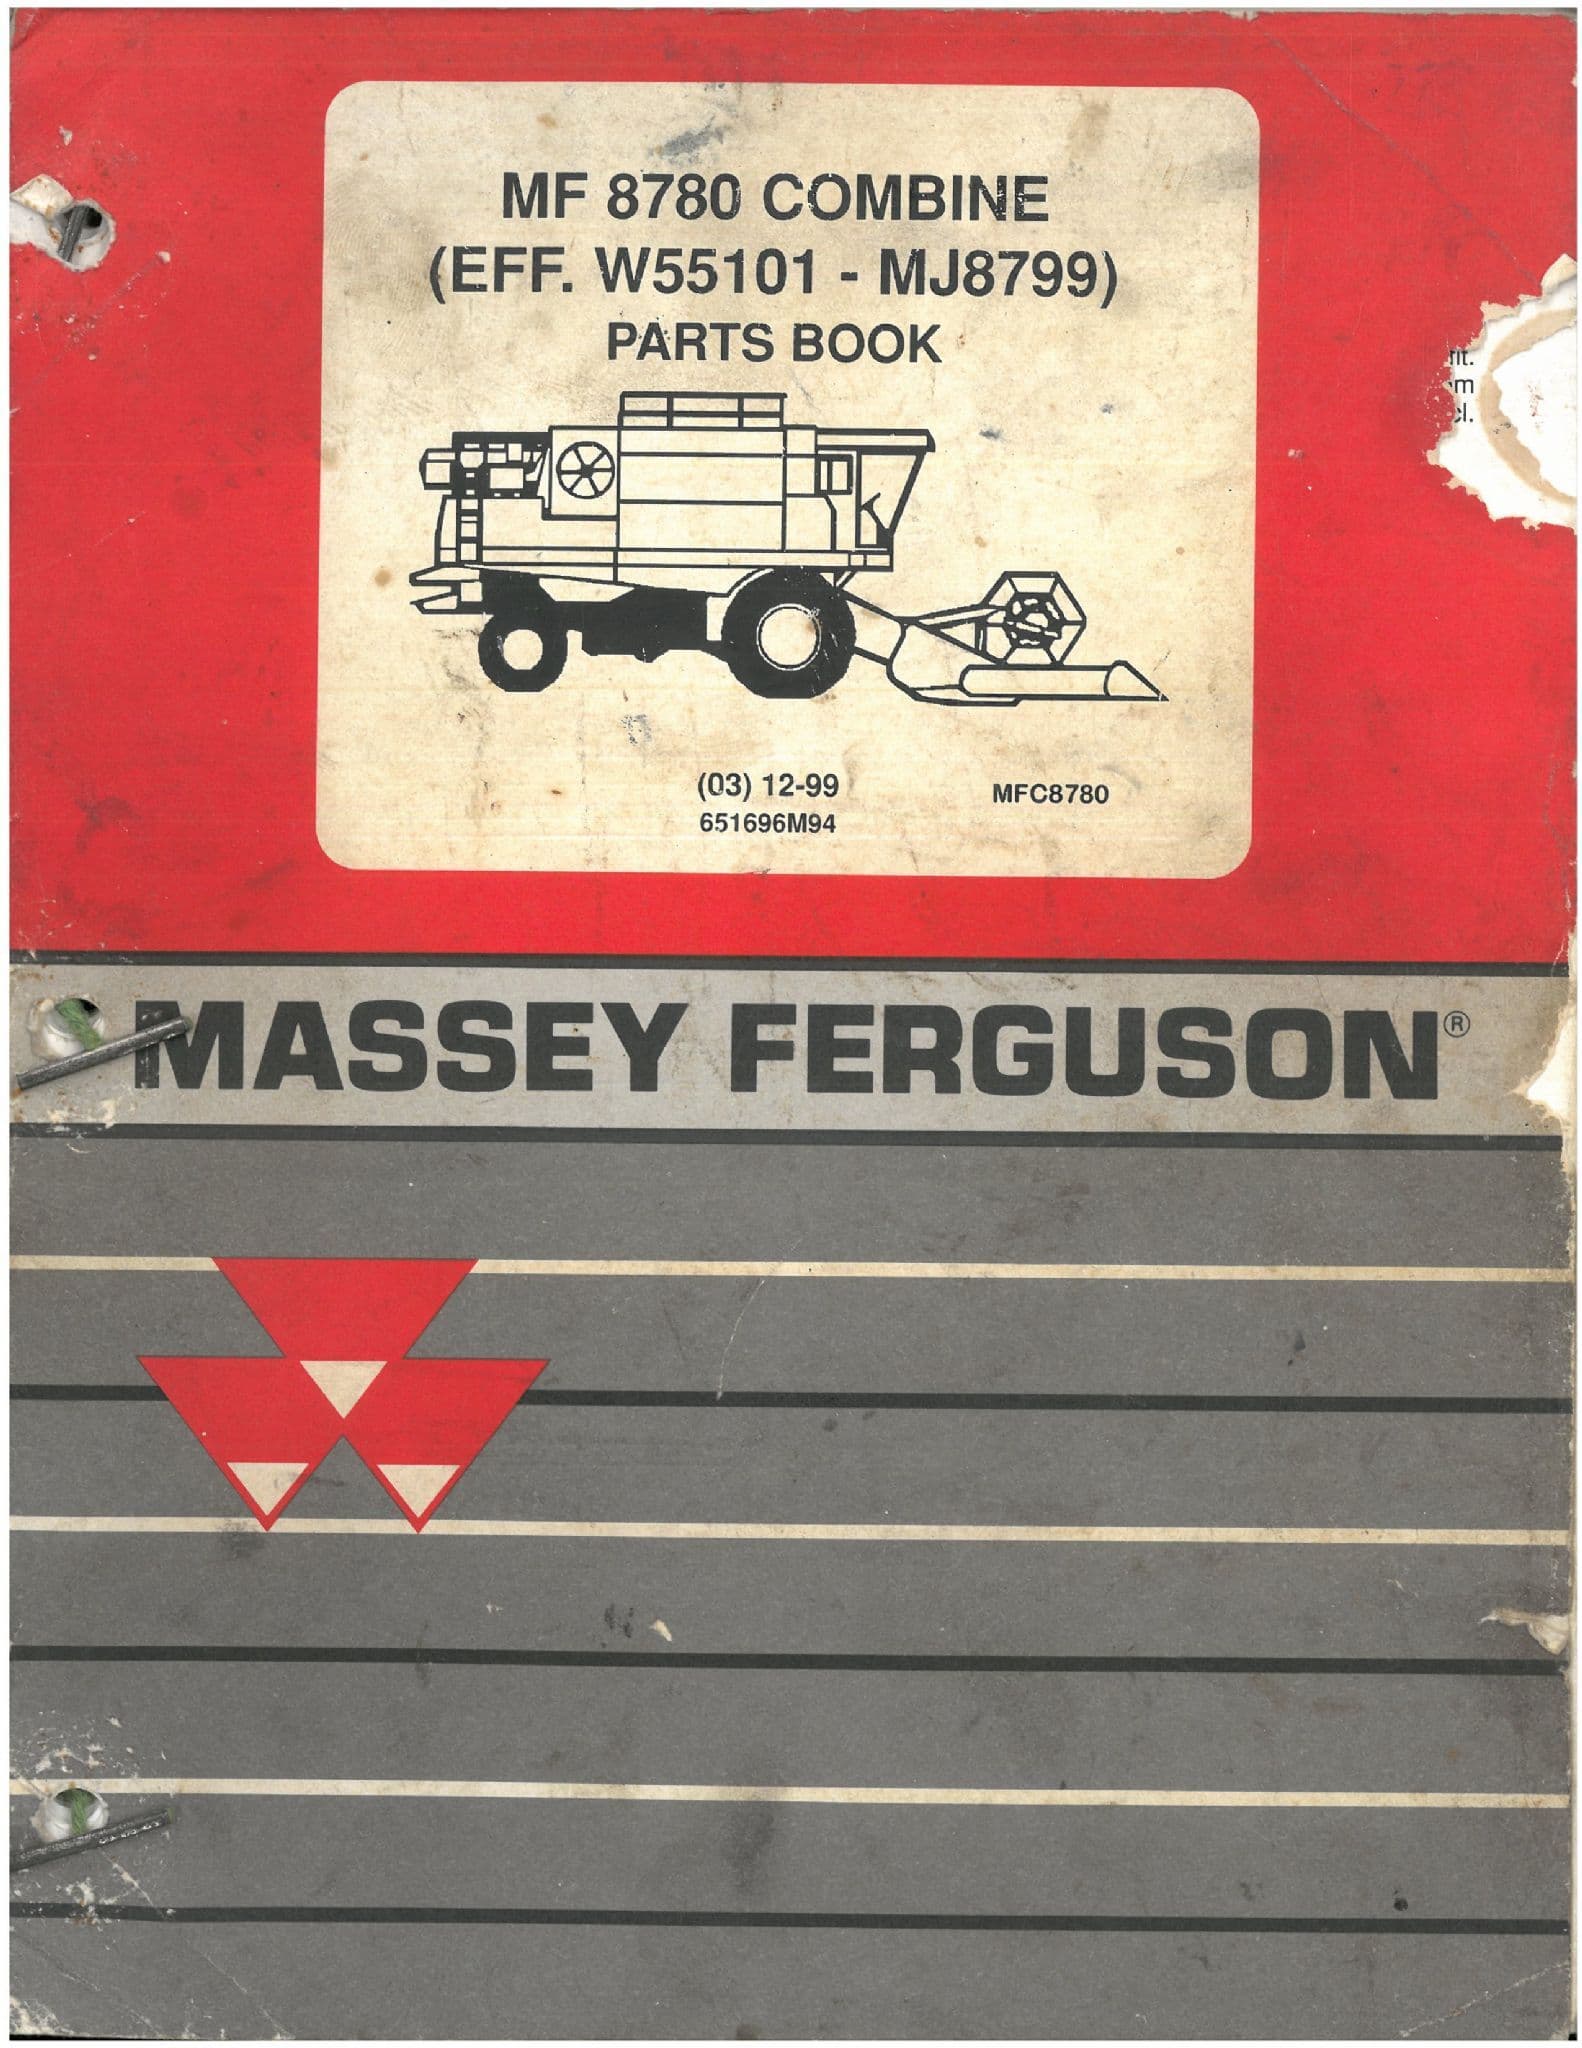 MF 8780 COMBINE
(EFF. W55101 - MJ8799)
PARTS BOOK
(03) 12-99
MFC8780
651696M94
MASSEY FERGUSON®